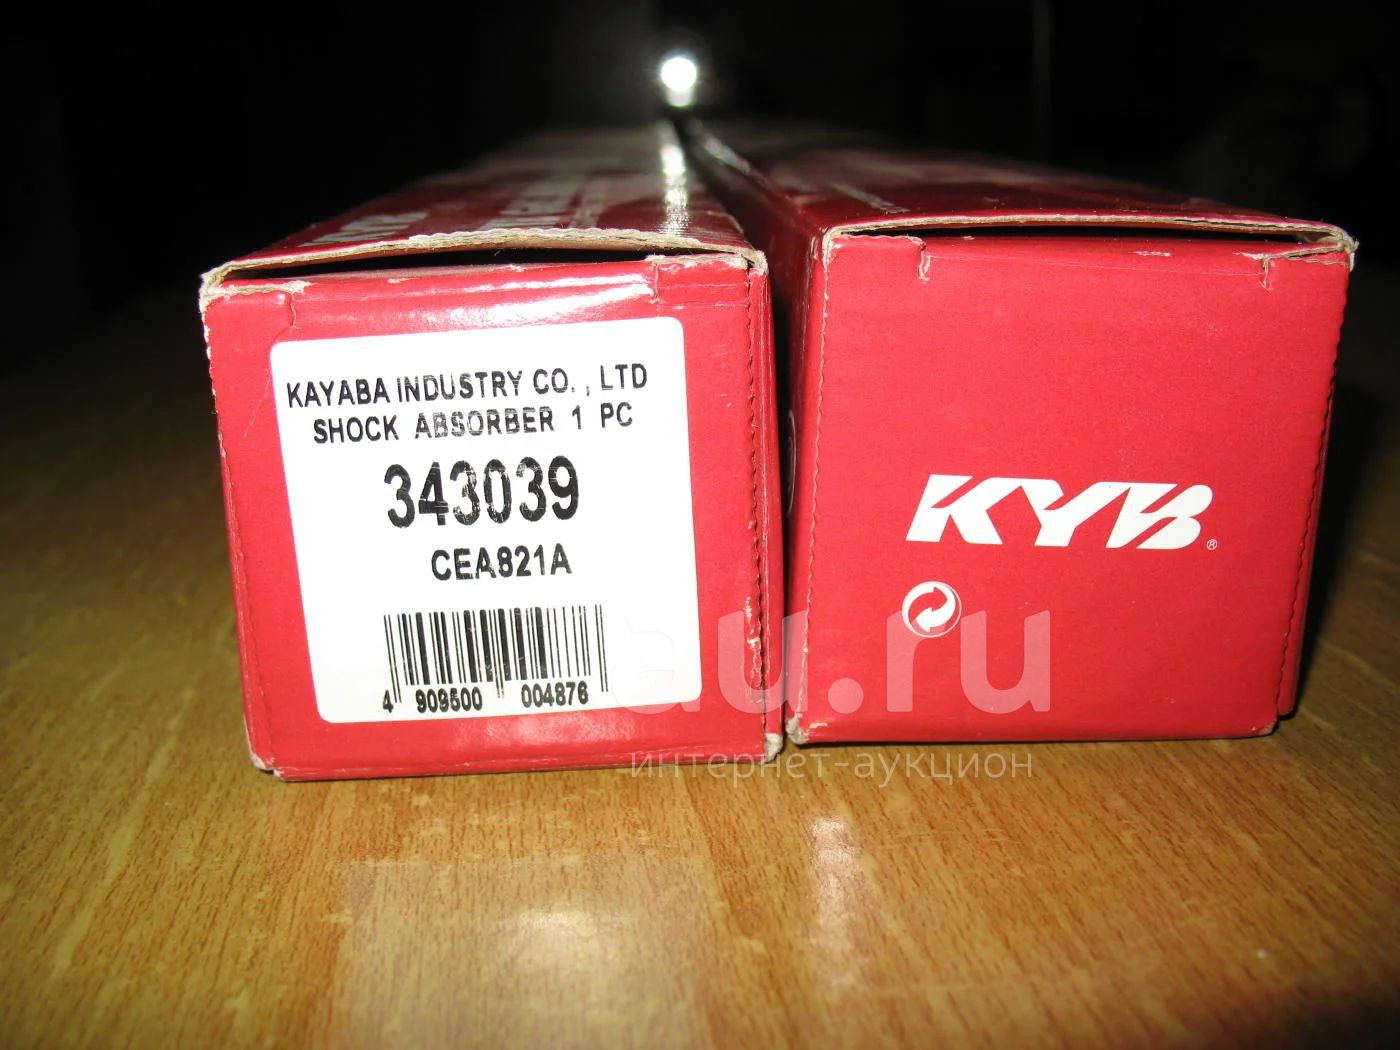 KAYABA INDUSTRY CO. , LTD
SHOCK ABSORBER 1 PC
343039
CEA821A
4 909500 004876
KYB®
au.ru
интернет-аукцион